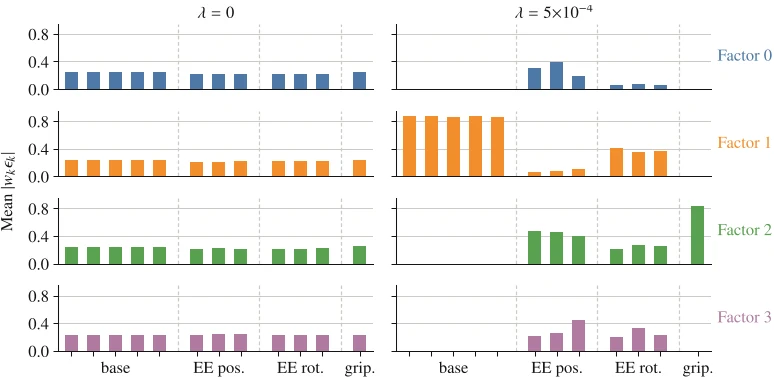 λ = 0
λ = 5×10⁻⁴
Mean |wₖϵₖ|
0.8
0.4
0.0
Factor 0
0.8
0.4
0.0
Factor 1
0.8
0.4
0.0
Factor 2
0.8
0.4
0.0
Factor 3
base EE pos. EE rot. grip.
base EE pos. EE rot. grip.